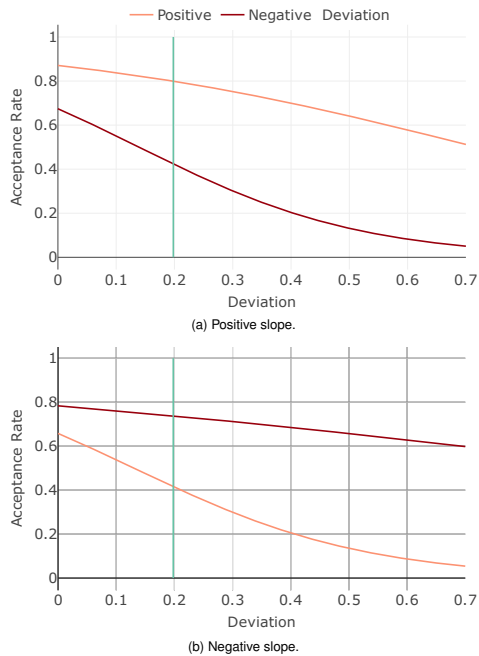 Positive Negative Deviation
1
0.8
0.6
0.4
0.2
0
Acceptance Rate
0 0.1 0.2 0.3 0.4 0.5 0.6 0.7
Deviation
(a) Positive slope.
1
0.8
0.6
0.4
0.2
0
Acceptance Rate
0 0.1 0.2 0.3 0.4 0.5 0.6 0.7
Deviation
(b) Negative slope.